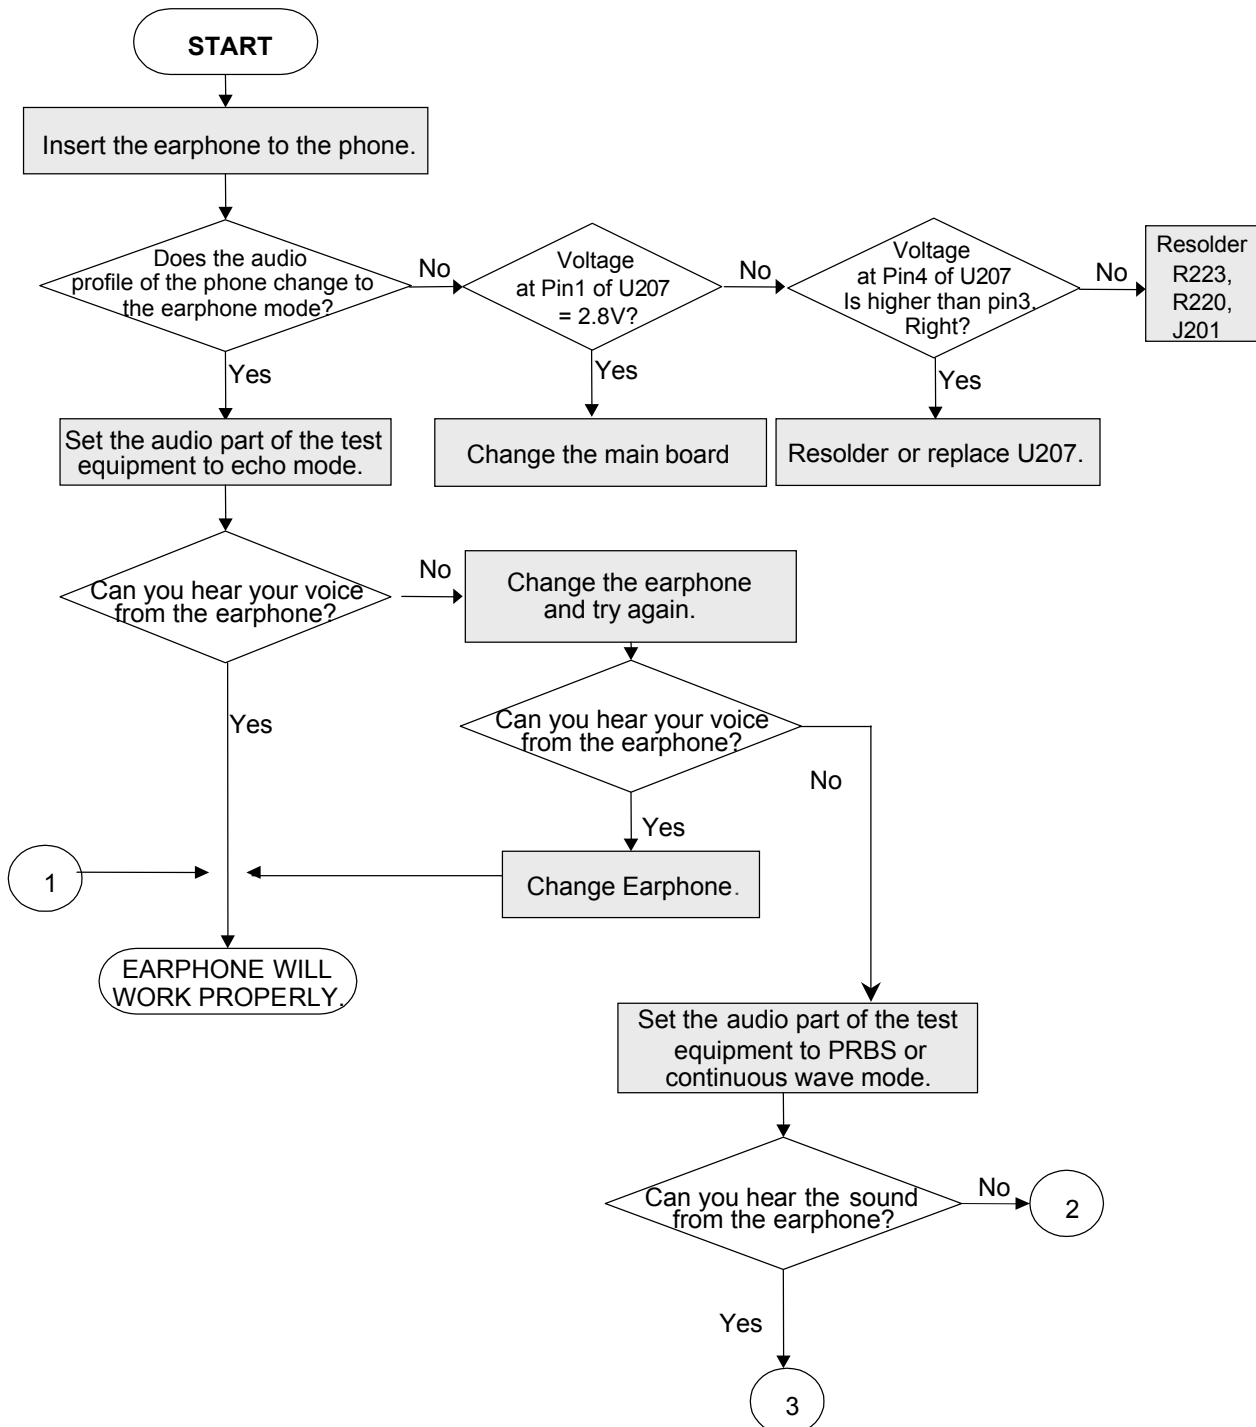 START
Insert the earphone to the phone.
Does the audio
profile of the phone change to
the earphone mode?
No
Voltage
at Pin1 of U207
= 2.8V?
No
Voltage
at Pin4 of U207
Is higher than pin3.
Right?
No
Resolder
R223,
R220,
J201
Yes
Yes
Yes
Set the audio part of the test
equipment to echo mode.
Change the main board
Resolder or replace U207.
Can you hear your voice
from the earphone?
No
Change the earphone
and try again.
Yes
Can you hear your voice
from the earphone?
No
Yes
1
Change Earphone.
EARPHONE WILL
WORK PROPERLY.
Set the audio part of the test
equipment to PRBS or
continuous wave mode.
Can you hear the sound
from the earphone?
No
2
Yes
3